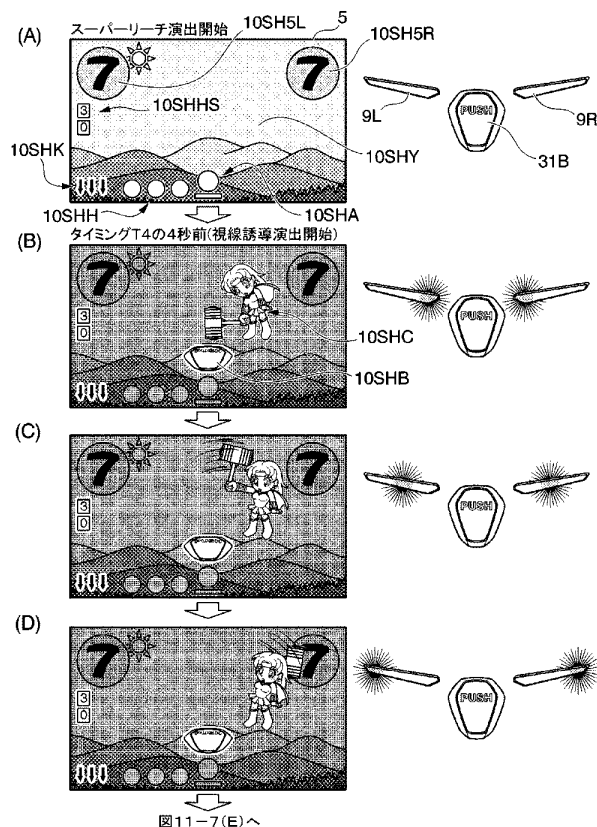 (A)
スーパーリーチ演出開始
10SH5L
5
10SH5R
7
7
10SHHS
3
0
9L
9R
PUSH
10SHY
31B
10SHK
10SHH
10SHA
(B)
タイミングT4の4秒前(視線誘導演出開始)
7
7
3
0
PUSH
10SHC
10SHB
(C)
7
7
3
0
PUSH
(D)
7
7
3
0
PUSH
図11-7(E)へ